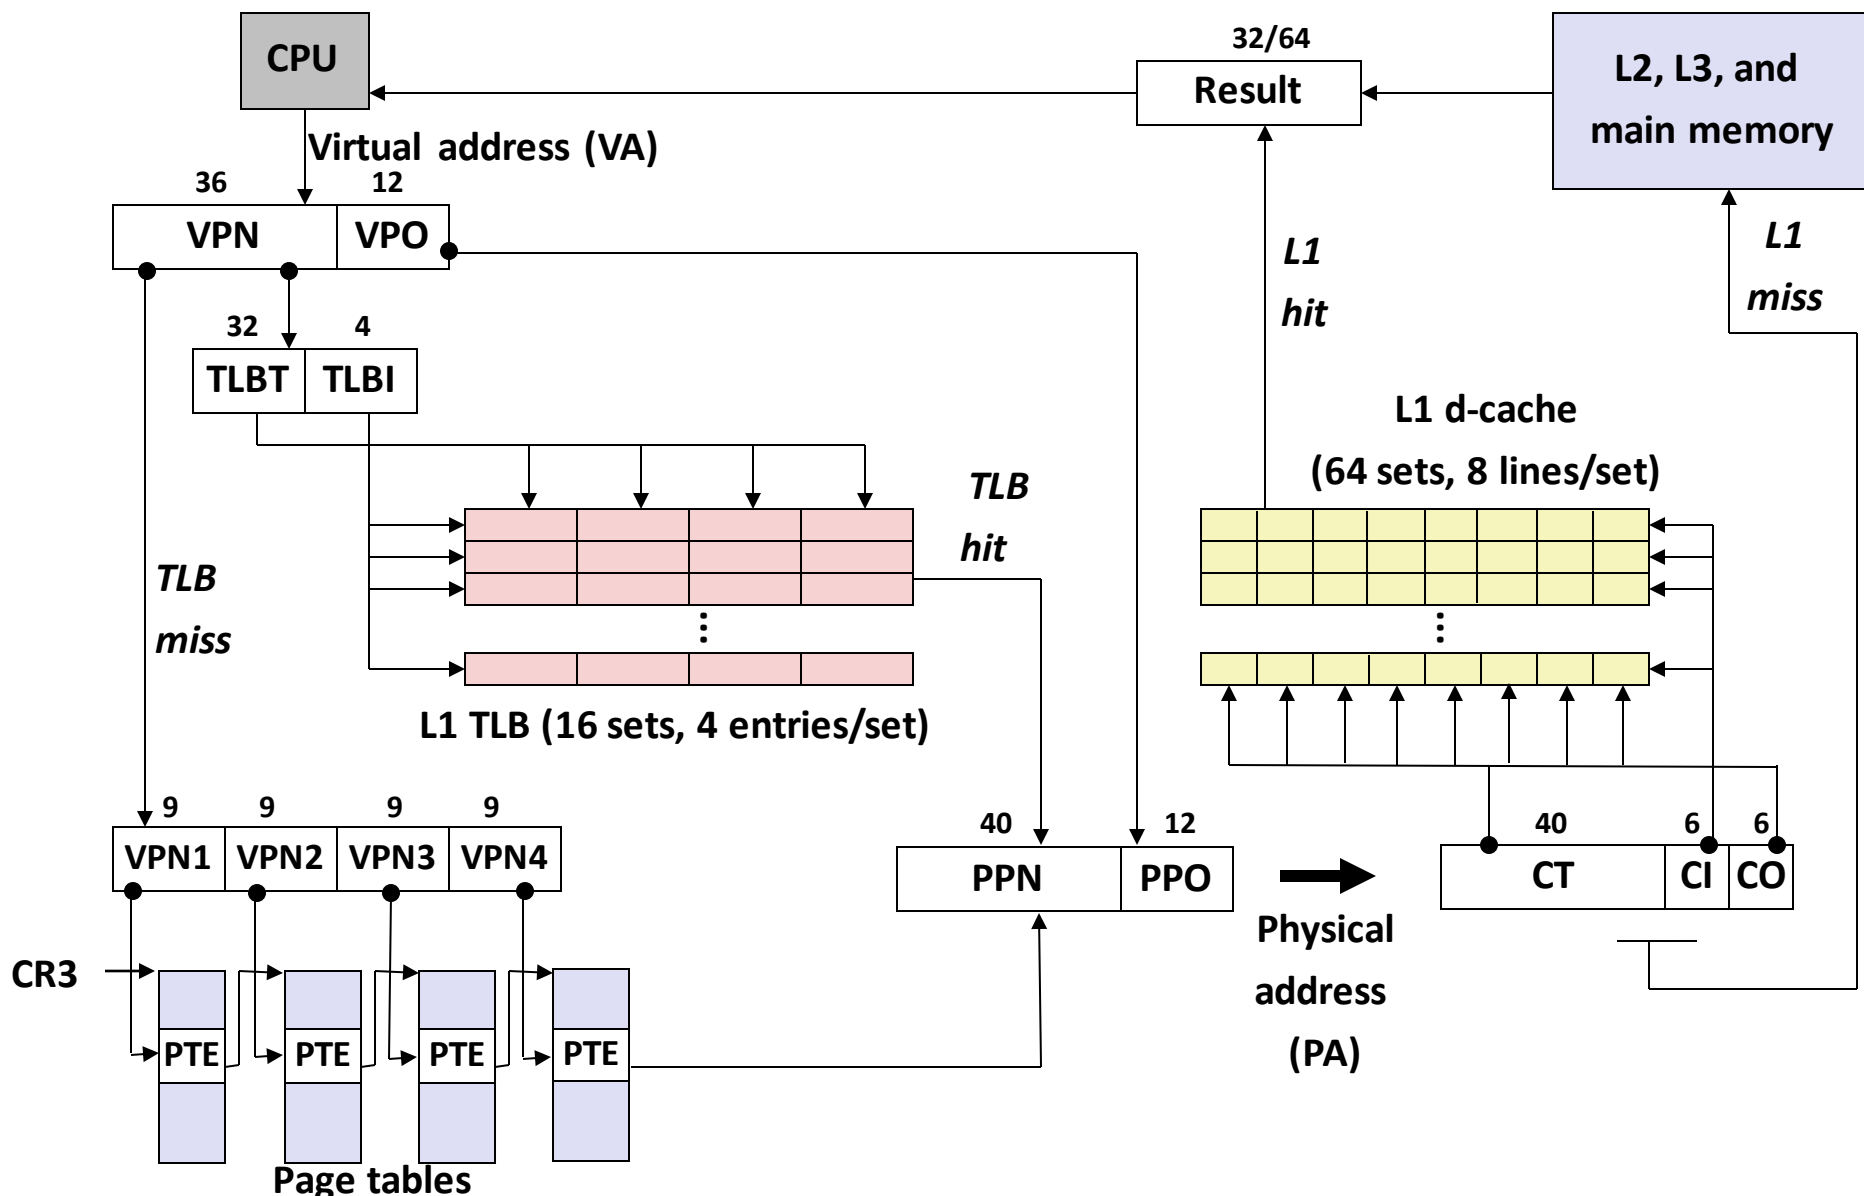 CPU
32/64
Result
L2, L3, and
main memory
Virtual address (VA)
36
12
VPN
VPO
L1
hit
L1
miss
32
4
TLBT
TLBI
L1 d-cache
(64 sets, 8 lines/set)
TLB
hit
TLB
miss
...
...
L1 TLB (16 sets, 4 entries/set)
9
9
9
9
VPN1
VPN2
VPN3
VPN4
40
12
PPN
PPO
40
6
6
CT
CI
CO
Physical
address
(PA)
CR3
PTE
PTE
PTE
PTE
Page tables